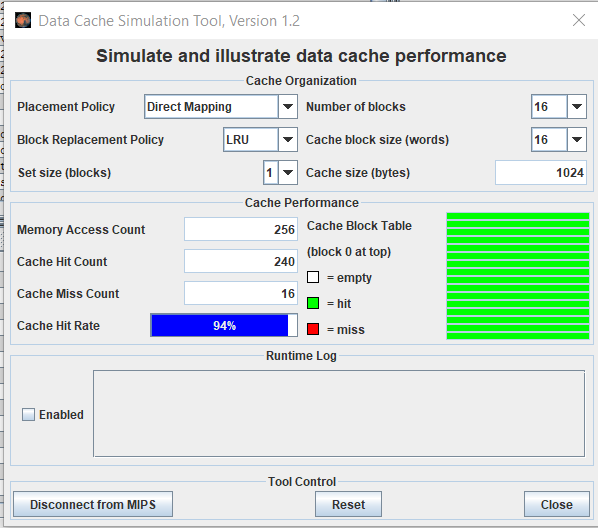 Data Cache Simulation Tool, Version 1.2
Simulate and illustrate data cache performance
Cache Organization
Placement Policy Direct Mapping Number of blocks 16
Block Replacement Policy LRU Cache block size (words) 16
Set size (blocks) 1 Cache size (bytes) 1024
Cache Performance
Memory Access Count 256 Cache Block Table
(block 0 at top)
Cache Hit Count 240
= empty
Cache Miss Count 16
= hit
Cache Hit Rate 94%
= miss
Runtime Log
Enabled
Tool Control
Disconnect from MIPS Reset Close